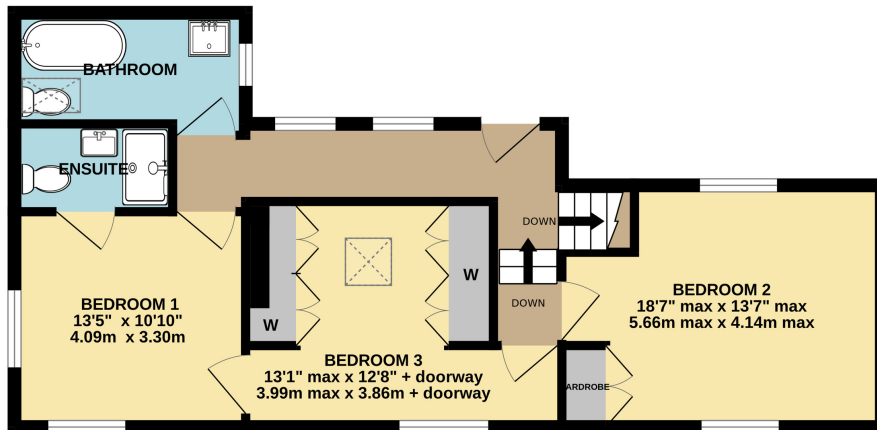 BATHROOM
ENSUITE
DOWN
DOWN
BEDROOM 1
13'5" x 10'10"
4.09m x 3.30m
W
W
BEDROOM 2
18'7" max x 13'7" max
5.66m max x 4.14m max
BEDROOM 3
13'1" max x 12'8" + doorway
3.99m max x 3.86m + doorway
ARDROBE